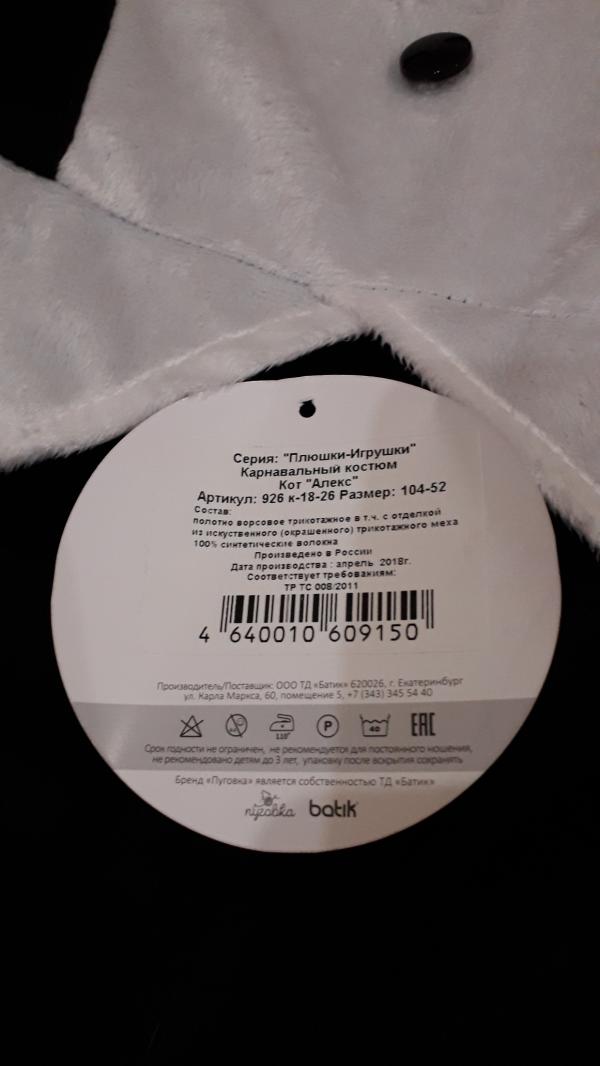 Серия: "Плюшки-Игрушки"
Карнавальный костюм
Кот "Алекс"
Артикул: 926 к-18-26 Размер: 104-52
Состав:
полотно ворсовое трикотажное в т.ч. с отделкой
из искуственного (окрашенного) трикотажного меха
100% синтетические волокна
Произведено в России
Дата производства : апрель 2018г.
Соответствует требованиям:
ТР ТС 008/2011
4 640010 609150
Производитель/Поставщик: ООО ТД «Батик» 620026, г. Екатеринбург
ул. Карла Маркса, 60, помещение 5, +7 (343) 345 54 40
110° P 40 EAC
Срок годности не ограничен, не рекомендуется для постоянного ношения,
не рекомендовано детям до 3 лет, упаковку после вскрытия сохранять
Бренд «Пуговка» является собственностью ТД «Батик»
пуговка batik